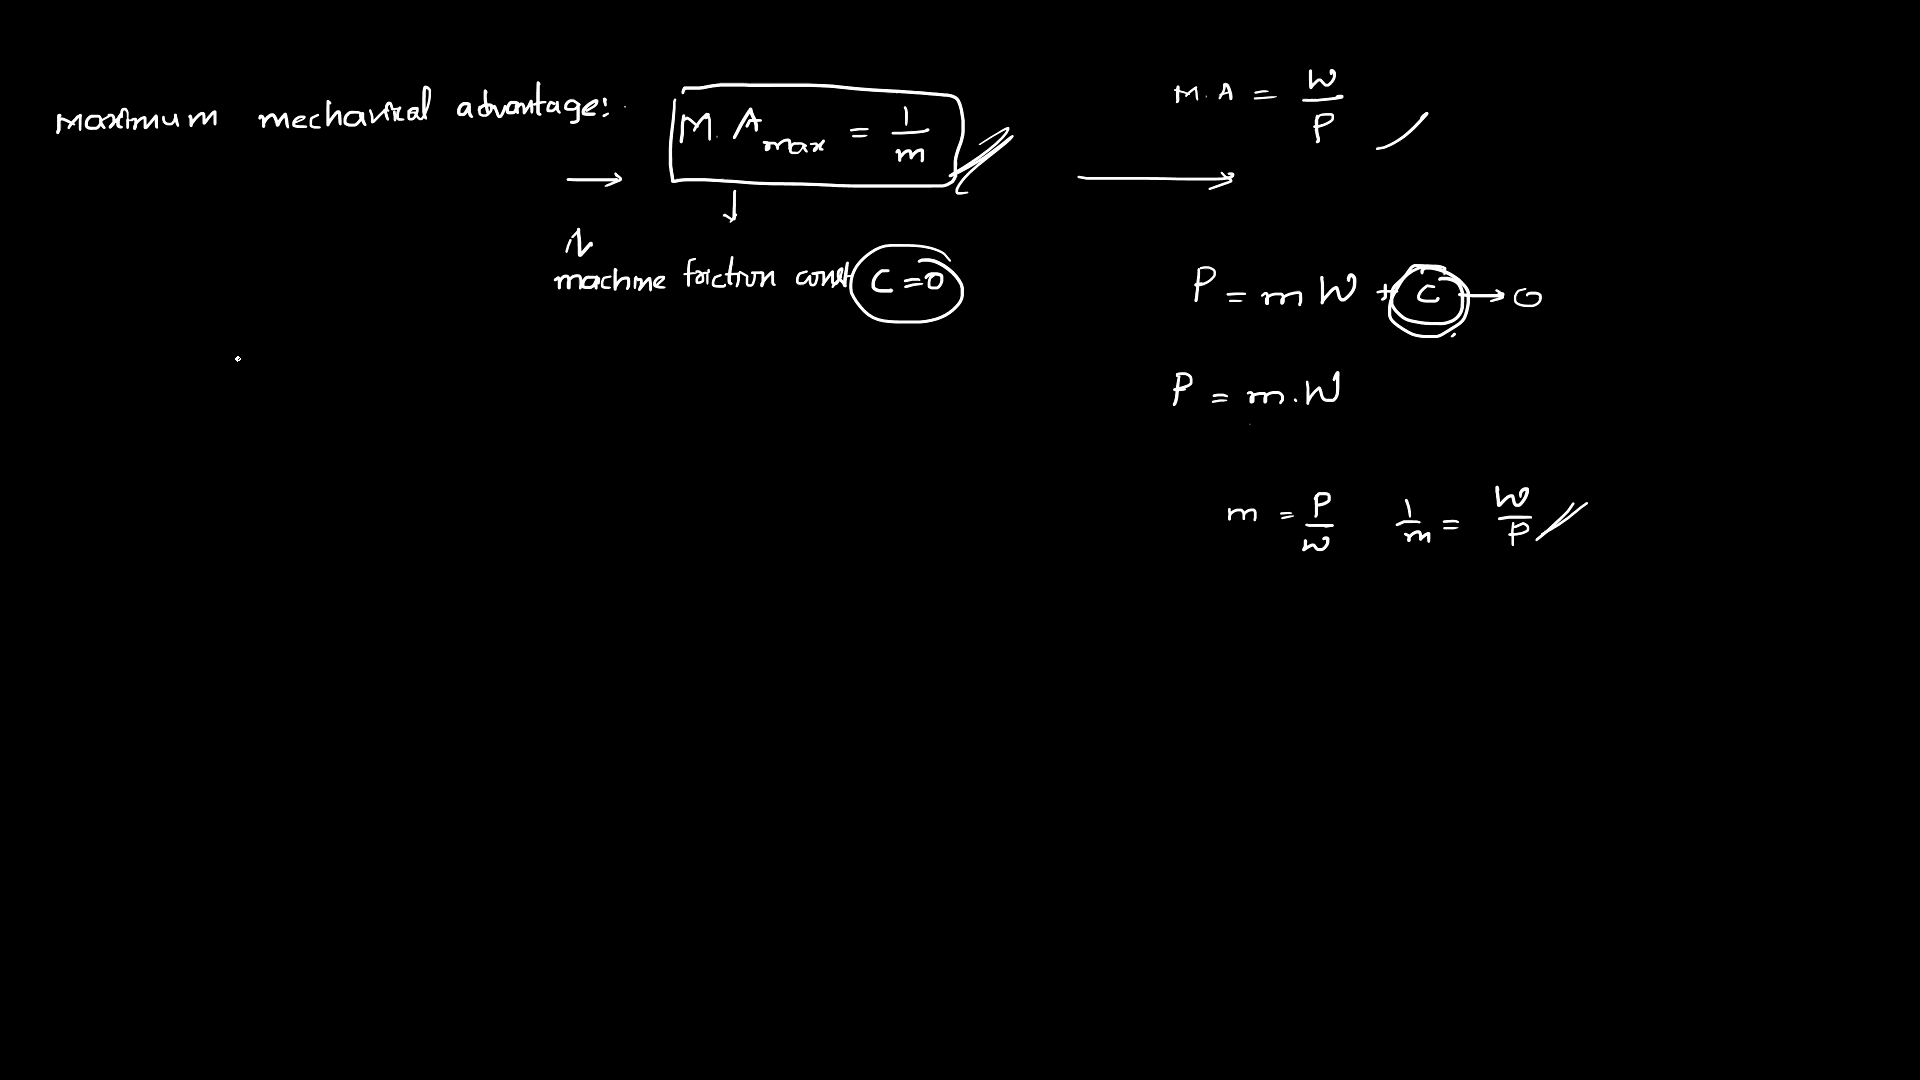 maximum mechanical advantage:
M.A max = 1/m
machine friction const C=0
M.A = W/P
P = mW + C → 0
P = m.W
m = P/W 1/m = W/P